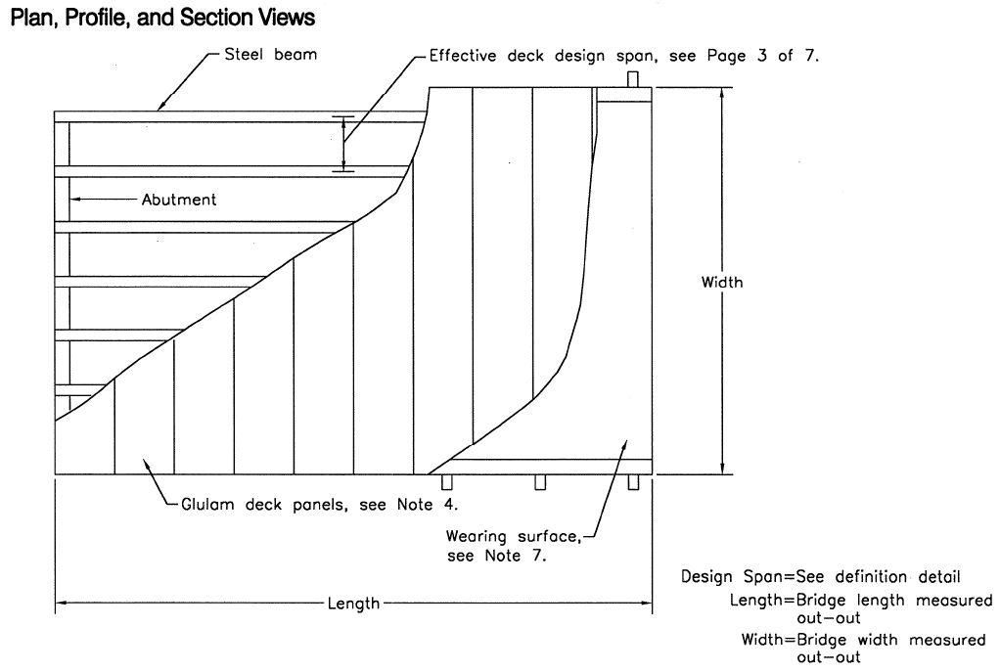 Plan, Profile, and Section Views
Steel beam
Effective deck design span, see Page 3 of 7.
Abutment
Width
Glulam deck panels, see Note 4.
Wearing surface,
see Note 7.
Length
Design Span=See definition detail
Length=Bridge length measured
out-out
Width=Bridge width measured
out-out